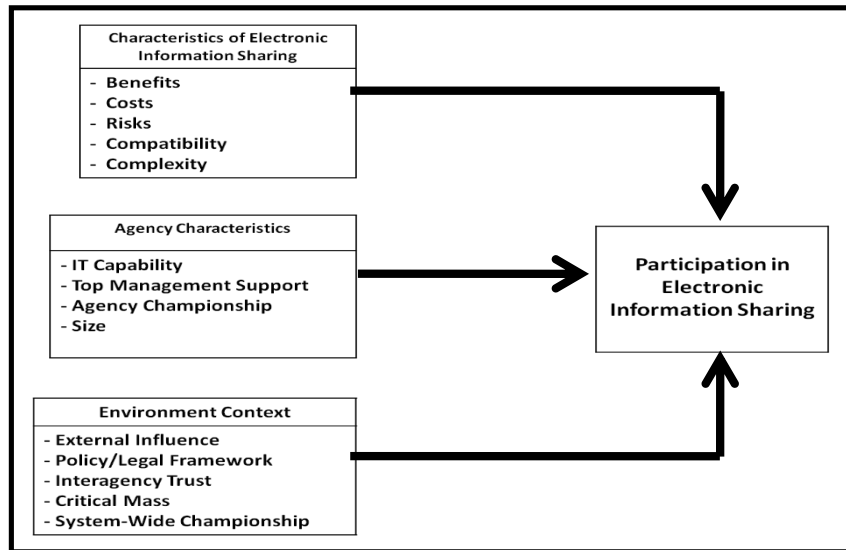 Characteristics of Electronic
Information Sharing
- Benefits
- Costs
- Risks
- Compatibility
- Complexity
Agency Characteristics
- IT Capability
- Top Management Support
- Agency Championship
- Size
Environment Context
- External Influence
- Policy/Legal Framework
- Interagency Trust
- Critical Mass
- System-Wide Championship
Participation in
Electronic
Information Sharing